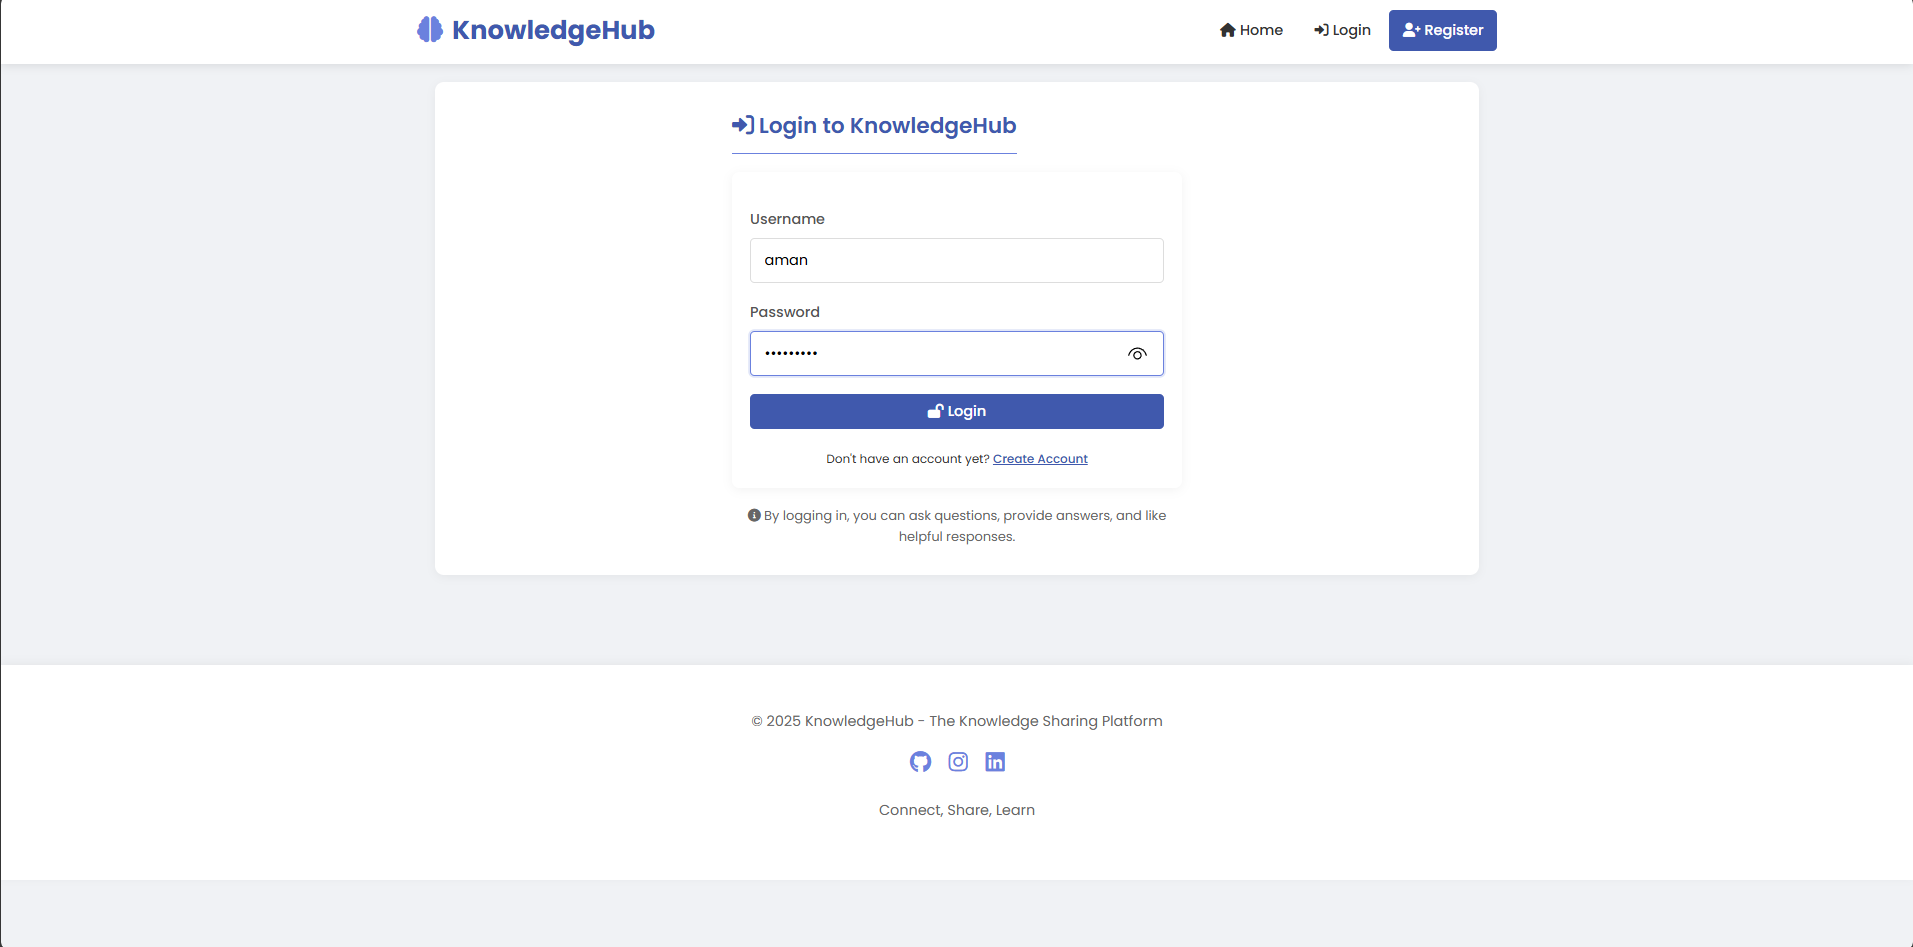 KnowledgeHub
Home
Login
Register
Login to KnowledgeHub
Username
aman
Password
•••••••••
Login
Don't have an account yet? Create Account
By logging in, you can ask questions, provide answers, and like
helpful responses.
© 2025 KnowledgeHub - The Knowledge Sharing Platform
Connect, Share, Learn